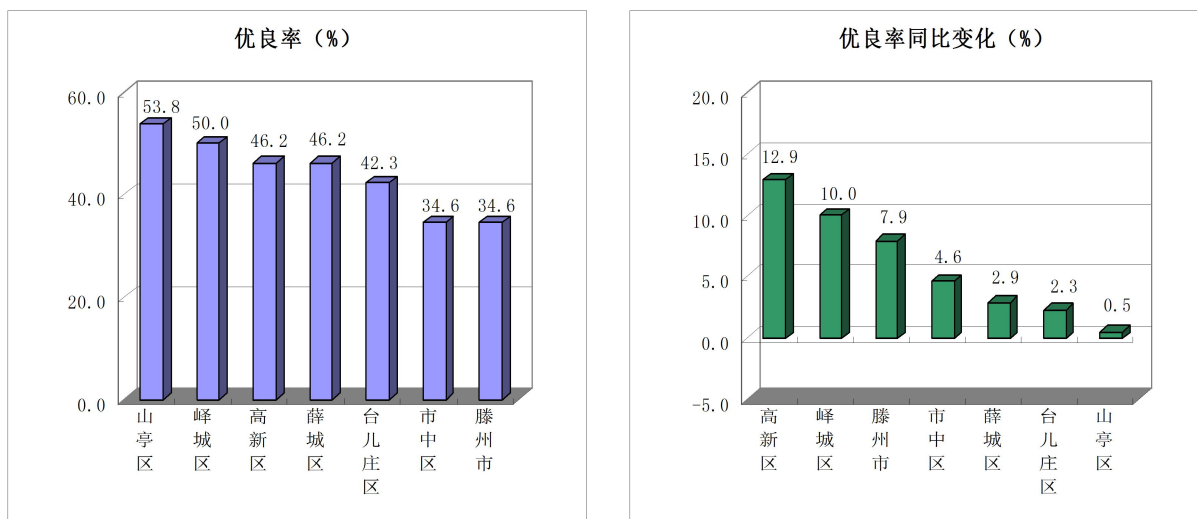 优良率（%）
60.0
40.0
20.0
0.0
53.8
50.0
46.2
46.2
42.3
34.6
34.6
山亭区
峄城区
高新区
薛城区
台儿庄区
市中区
滕州市
优良率同比变化（%）
20.0
15.0
10.0
5.0
0.0
-5.0
12.9
10.0
7.9
4.6
2.9
2.3
0.5
高新区
峄城区
滕州市
市中区
薛城区
台儿庄区
山亭区